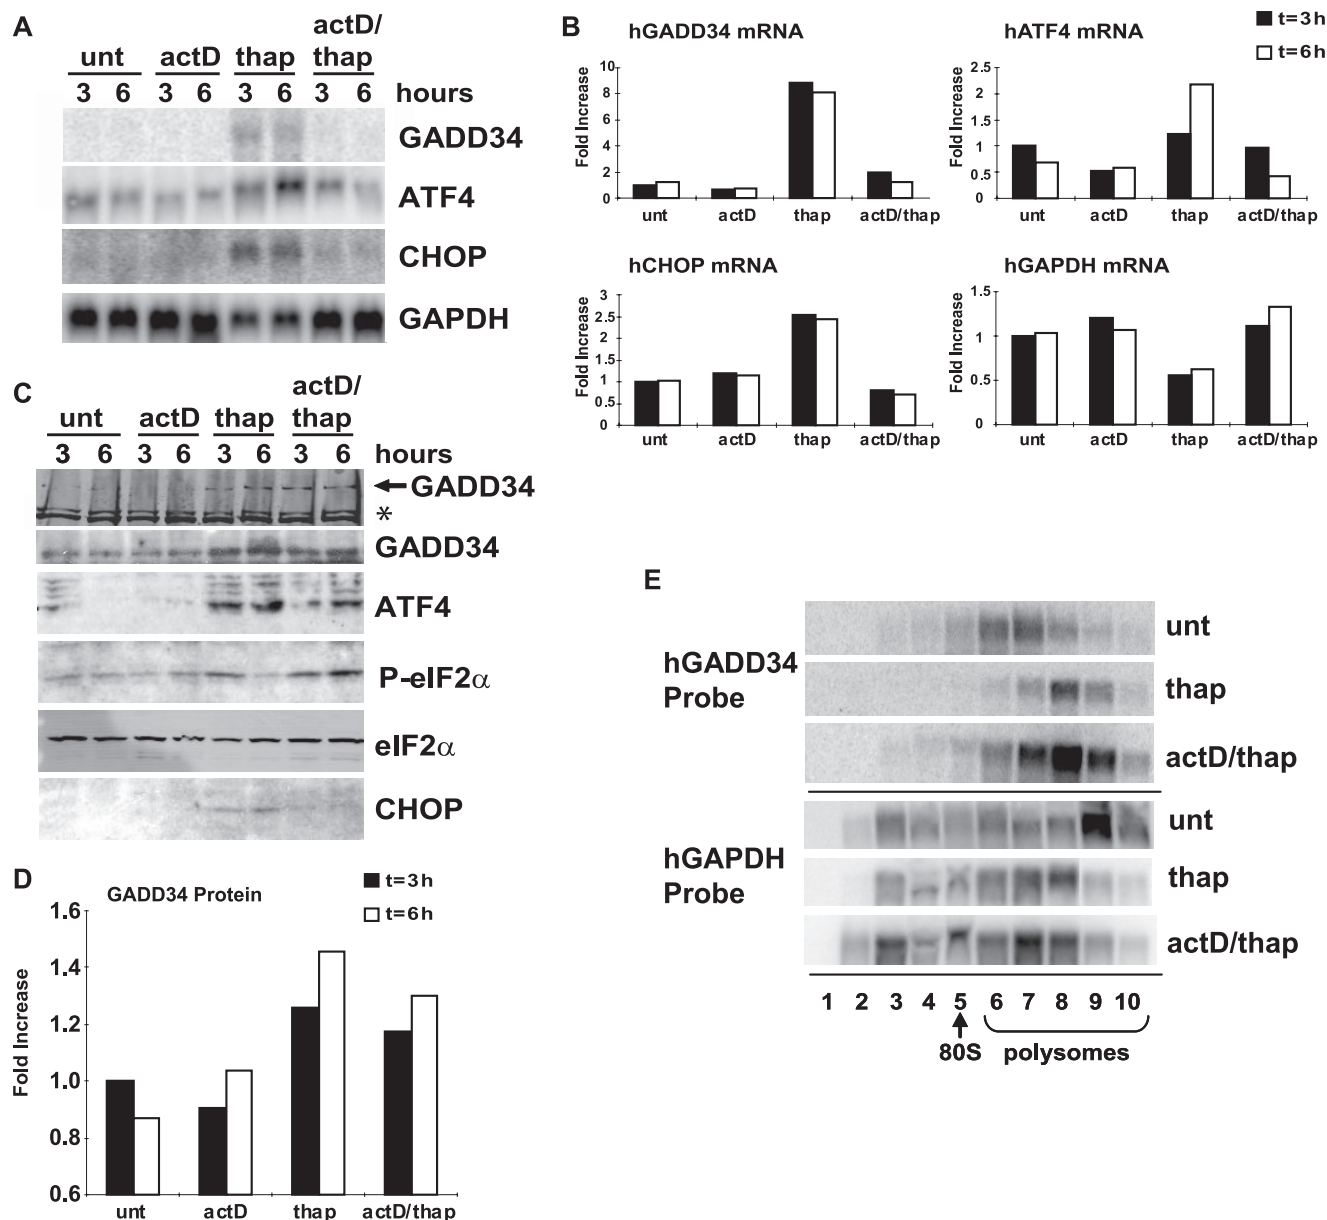 A
unt actD thap actD/thap
3 6 3 6 3 6 3 6 hours
GADD34
ATF4
CHOP
GAPDH
B
t=3h
t=6h
hGADD34 mRNA
Fold Increase
10
8
6
4
2
0
unt actD thap actD/thap
hATF4 mRNA
Fold Increase
2.5
2
1.5
1
0.5
0
unt actD thap actD/thap
hCHOP mRNA
Fold Increase
3
2.5
2
1.5
1
0.5
0
unt actD thap actD/thap
hGAPDH mRNA
Fold Increase
1.5
1
0.5
0
unt actD thap actD/thap
C
unt actD thap actD/thap
3 6 3 6 3 6 3 6 hours
GADD34
*
GADD34
ATF4
P-eIF2α
eIF2α
CHOP
D
GADD34 Protein
t=3h
t=6h
Fold Increase
1.6
1.4
1.2
1.0
0.8
0.6
unt actD thap actD/thap
E
hGADD34 Probe
unt
thap
actD/thap
hGAPDH Probe
unt
thap
actD/thap
1 2 3 4 5 6 7 8 9 10
80S polysomes